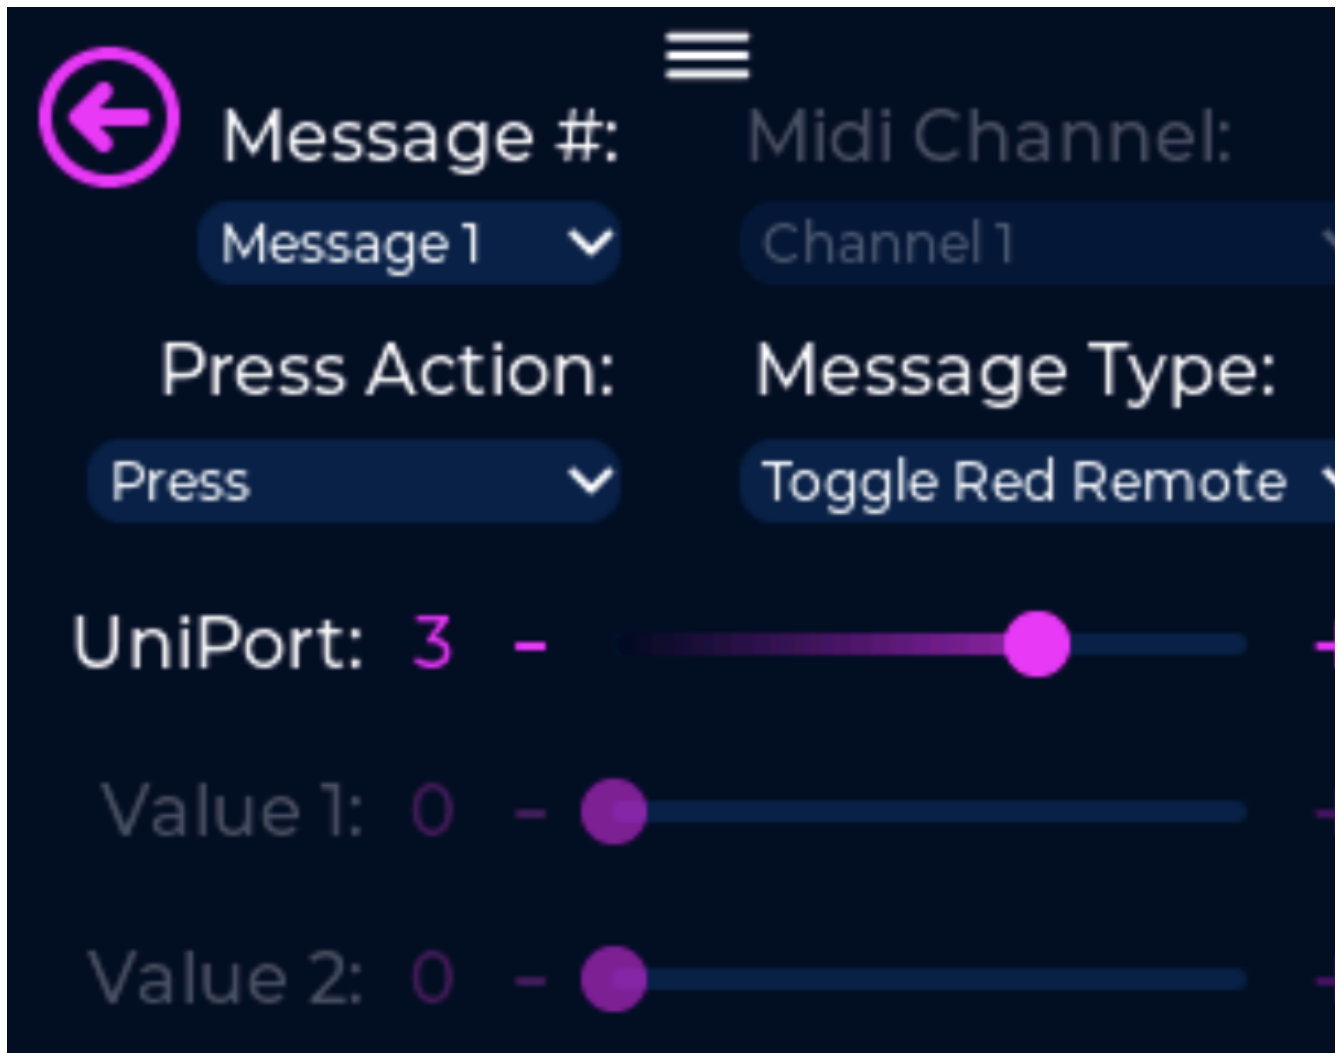 Message #: Midi Channel:
Message 1 Channel 1
Press Action: Message Type:
Press Toggle Red Remote
UniPort: 3 - +
Value 1: 0 -
Value 2: 0 -